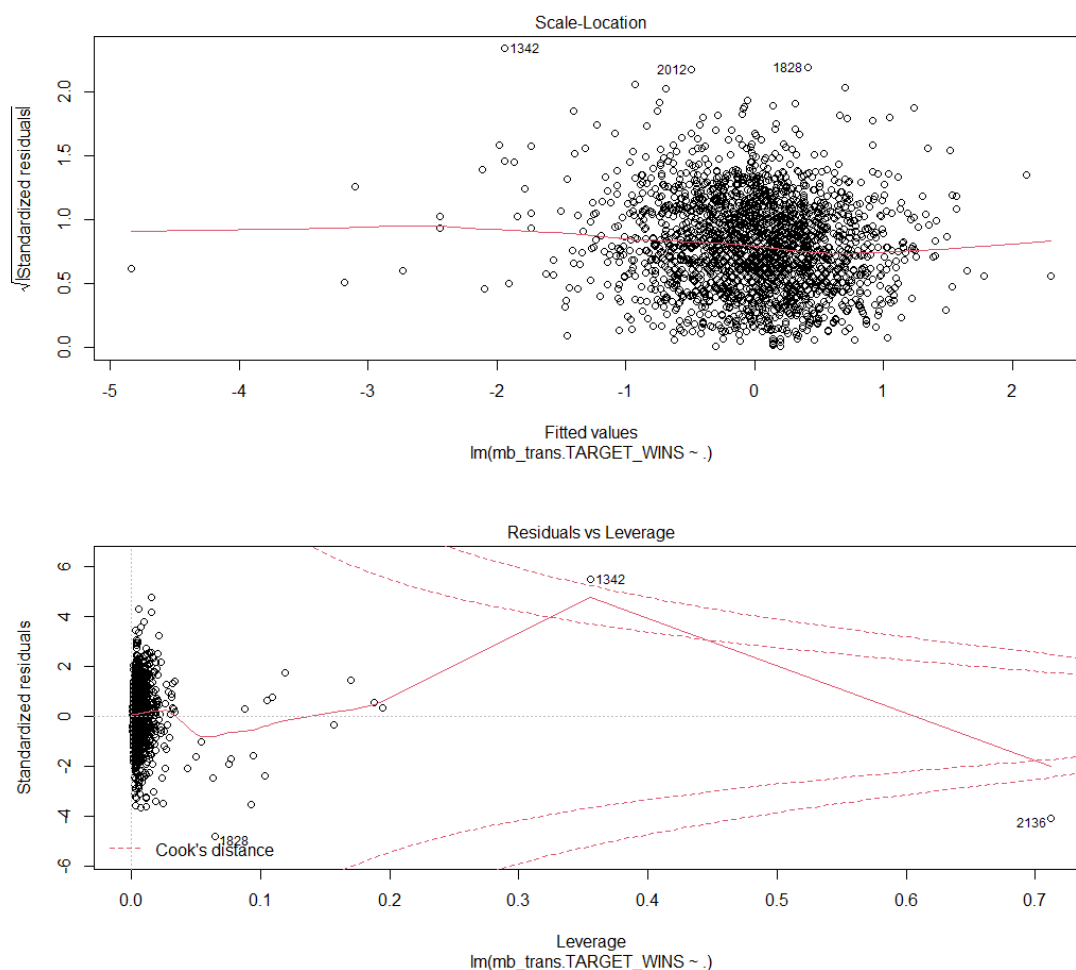 Scale-Location
√|Standardized residuals|
2.0
1.5
1.0
0.5
0.0
1342
2012
1828
-5 -4 -3 -2 -1 0 1 2
Fitted values
lm(mb_trans.TARGET_WINS ~ .)
Residuals vs Leverage
Standardized residuals
6
4
2
0
-2
-4
-6
1342
2136
1828
Cook's distance
0.0 0.1 0.2 0.3 0.4 0.5 0.6 0.7
Leverage
lm(mb_trans.TARGET_WINS ~ .)